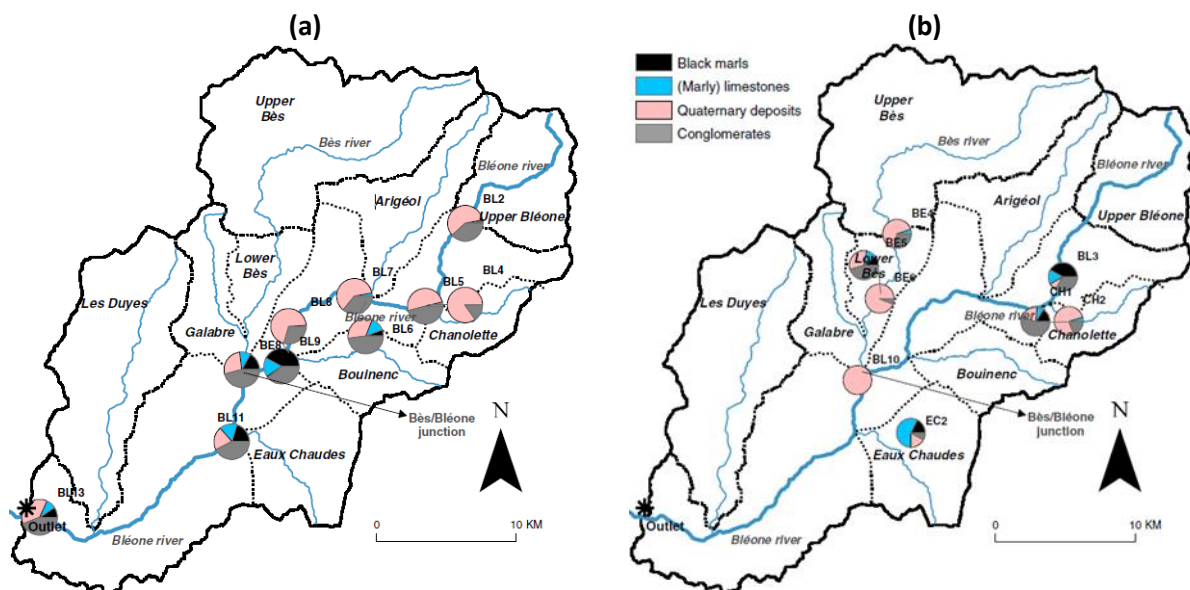 (a)
Upper
Bès
Bès river
Bléone river
Arigéol
BL2
Upper Bléone
Lower
Bès
BL7
BL4
BL5
Les Duyes
BL8
Bléone river
BL6
Chanolette
Galabre
BL9
BE8
Bouinenc
BL11
Bès/Bléone
junction
N
Eaux Chaudes
BL13
Outlet
0
10 KM
Bléone river
(b)
Black marls
(Marly) limestones
Quaternary deposits
Conglomerates
Upper
Bès
Bès river
Bléone river
Arigéol
BE4
Upper Bléone
BE5
Lower
Bès
BL3
BE6
CH1
CH2
Les Duyes
Bléone river
Chanolette
Galabre
BL10
Bouinenc
Bès/Bléone
junction
N
EC2
Eaux Chaudes
Outlet
0
10 KM
Bléone river